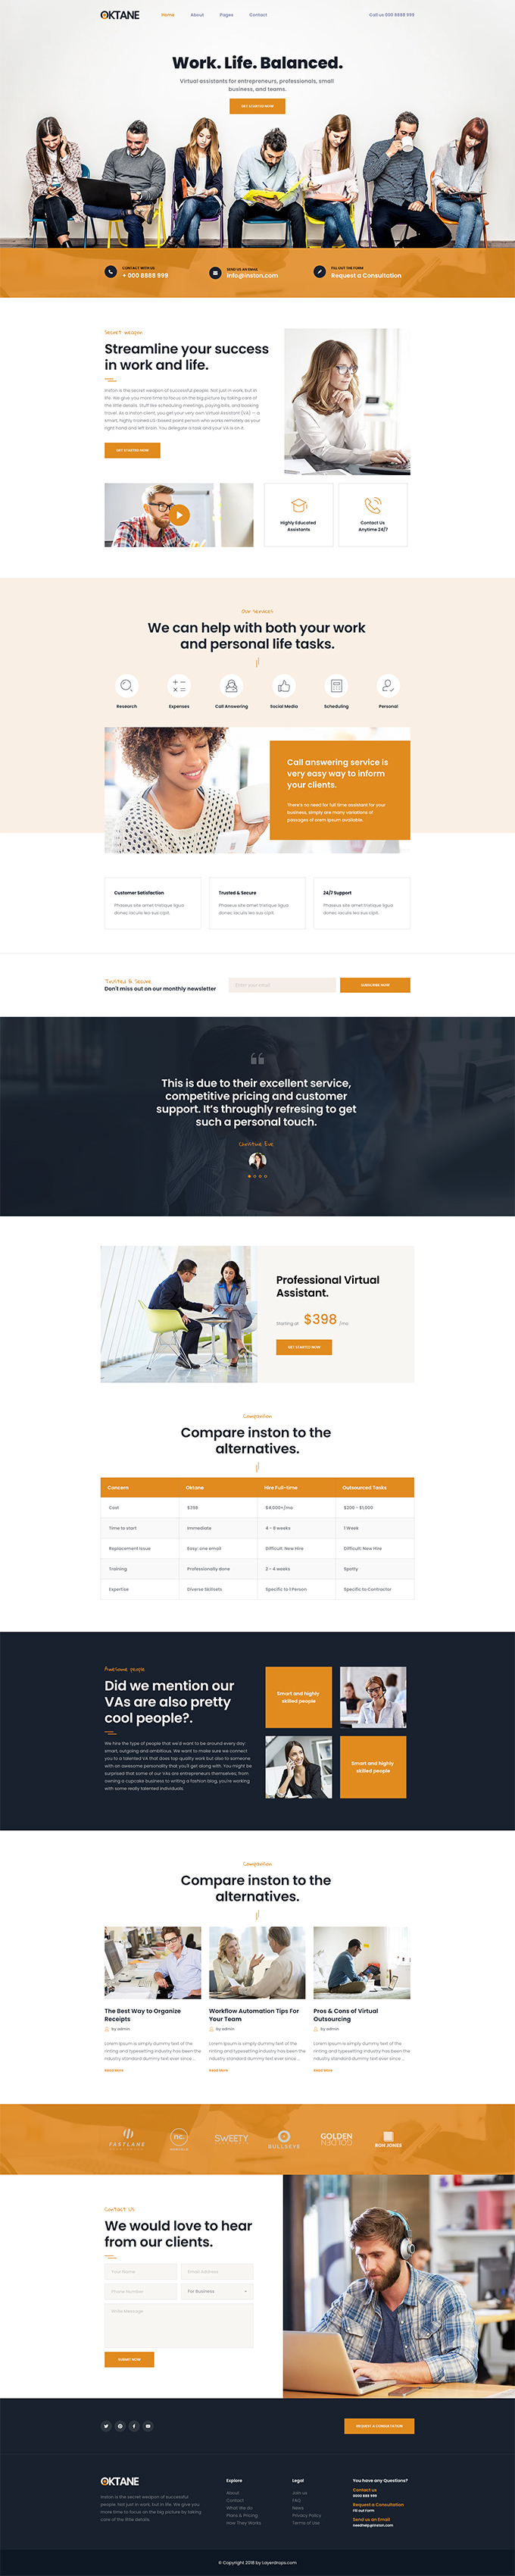 OKTANE
Home About Pages Contact
Call us 000 8888 999
Work. Life. Balanced.
Virtual assistants for entrepreneurs, professionals, small
business, and teams.
GET STARTED NOW
CONTACT WITH US
+ 000 8888 999
SEND US AN EMAIL
info@inston.com
FILL OUT THE FORM
Request a Consultation
Secret weapon
Streamline your success
in work and life.
Inston is the secret weapon of successful people. Not just in work, but in
life. We give you more time to focus on the big picture by taking care of
the little details. Stuff like scheduling meetings, paying bills, and booking
travel. As a Inston client, you get your very own Virtual Assistant (VA) — a
smart, highly trained US-based point person who works remotely as your
right hand and left brain. You delegate a task and your VA is on it.
GET STARTED NOW
Highly Educated
Assistants
Contact Us
Anytime 24/7
Our services
We can help with both your work
and personal life tasks.
Research
Expenses
Call Answering
Social Media
Scheduling
Personal
Call answering service is
very easy way to inform
your clients.
There's no need for full time assistant for your
business, simply are many variations of
passages of orem ipsum available.
Customer Satisfaction
Phaseus site amet tristique ligua
donec iaculis leo sus cipit.
Trusted & Secure
Phaseus site amet tristique ligua
donec iaculis leo sus cipit.
24/7 Support
Phaseus site amet tristique ligua
donec iaculis leo sus cipit.
Trusted & Secure
Don't miss out on our monthly newsletter
Enter your email
SUBSCRIBE NOW
This is due to their excellent service,
competitive pricing and customer
support. It's throughly refresing to get
such a personal touch.
Christine Eve
Professional Virtual
Assistant.
Starting at $398 /mo
GET STARTED NOW
Comparision
Compare inston to the
alternatives.
Concern Oktane Hire Full-time Outsourced Tasks
Cost $398 $4,000+/mo $200 - $1,000
Time to start Immediate 4 - 8 weeks 1 Week
Replacement Issue Easy: one email Difficult: New Hire Difficult: New Hire
Training Professionally done 2 - 4 weeks Spotty
Expertise Diverse Skillsets Specific to 1 Person Specific to Contractor
Awesome people
Did we mention our
VAs are also pretty
cool people?.
We hire the type of people that we'd want to be around every day:
smart, outgoing and ambitious. We want to make sure we connect
you to a talented VA that does top quality work but also to someone
with an awesome personality that you'll get along with. You might be
surprised that some of our VAs are entrepreneurs themselves, from
owning a cupcake business to writing a fashion blog, you're working
with some really talented individuals.
Smart and highly
skilled people
Smart and highly
skilled people
Comparision
Compare inston to the
alternatives.
The Best Way to Organize
Receipts
by admin
Lorem Ipsum is simply dummy text of the
rinting and typesetting industry has been the
ndustry standard dummy text ever since ...
READ MORE
Workflow Automation Tips For
Your Team
by admin
Lorem Ipsum is simply dummy text of the
rinting and typesetting industry has been the
ndustry standard dummy text ever since ...
READ MORE
Pros & Cons of Virtual
Outsourcing
by admin
Lorem Ipsum is simply dummy text of the
rinting and typesetting industry has been the
ndustry standard dummy text ever since ...
READ MORE
FASTLANE
nc.
SWEETY
BULLSEYE
GOLDEN
RON JONES
Contact Us
We would love to hear
from our clients.
Your Name
Email Address
Phone Number
For Business
Write Message
SUBMIT NOW
REQUEST A CONSULTATION
OKTANE
Inston is the secret weapon of successful
people. Not just in work, but in life. We give you
more time to focus on the big picture by taking
care of the little details.
Explore
About
Contact
What We do
Plans & Pricing
How They Works
Legal
Join us
FAQ
News
Privacy Policy
Terms of Use
You have any Questions?
Contact us
8000 888 999
Request a Consultation
Fill out Form
Send us an Email
needhelp@inston.com
© Copyright 2018 by Layerdrops.com